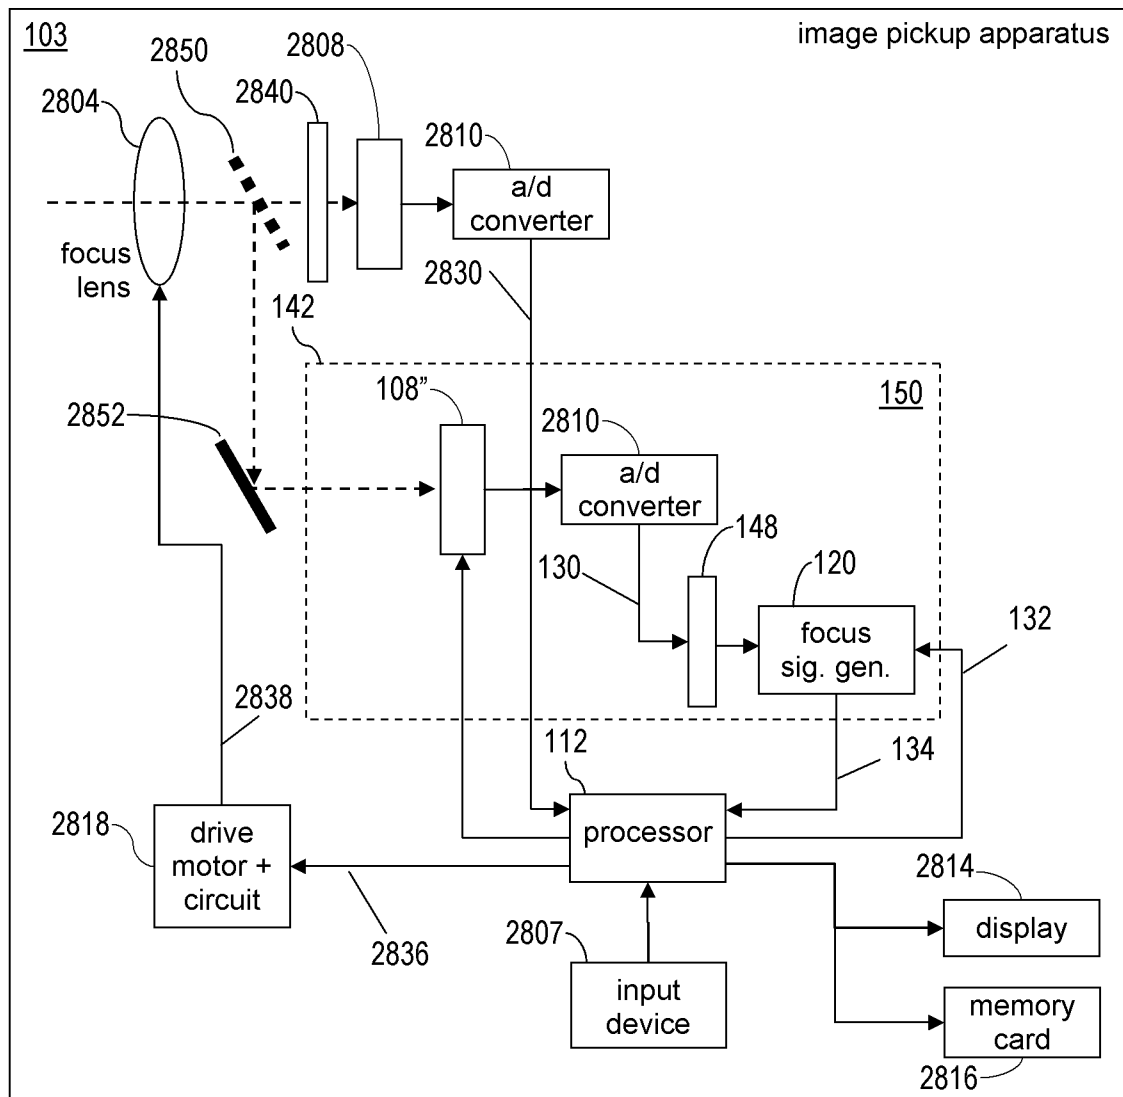 103
image pickup apparatus
2850
2808
2804
2840
2810
a/d
converter
focus
lens
2830
142
108”
150
2852
2810
a/d
converter
148
130
120
focus
sig. gen.
132
2838
112
134
2818
drive
motor +
circuit
processor
2814
display
2836
2807
input
device
memory
card
2816